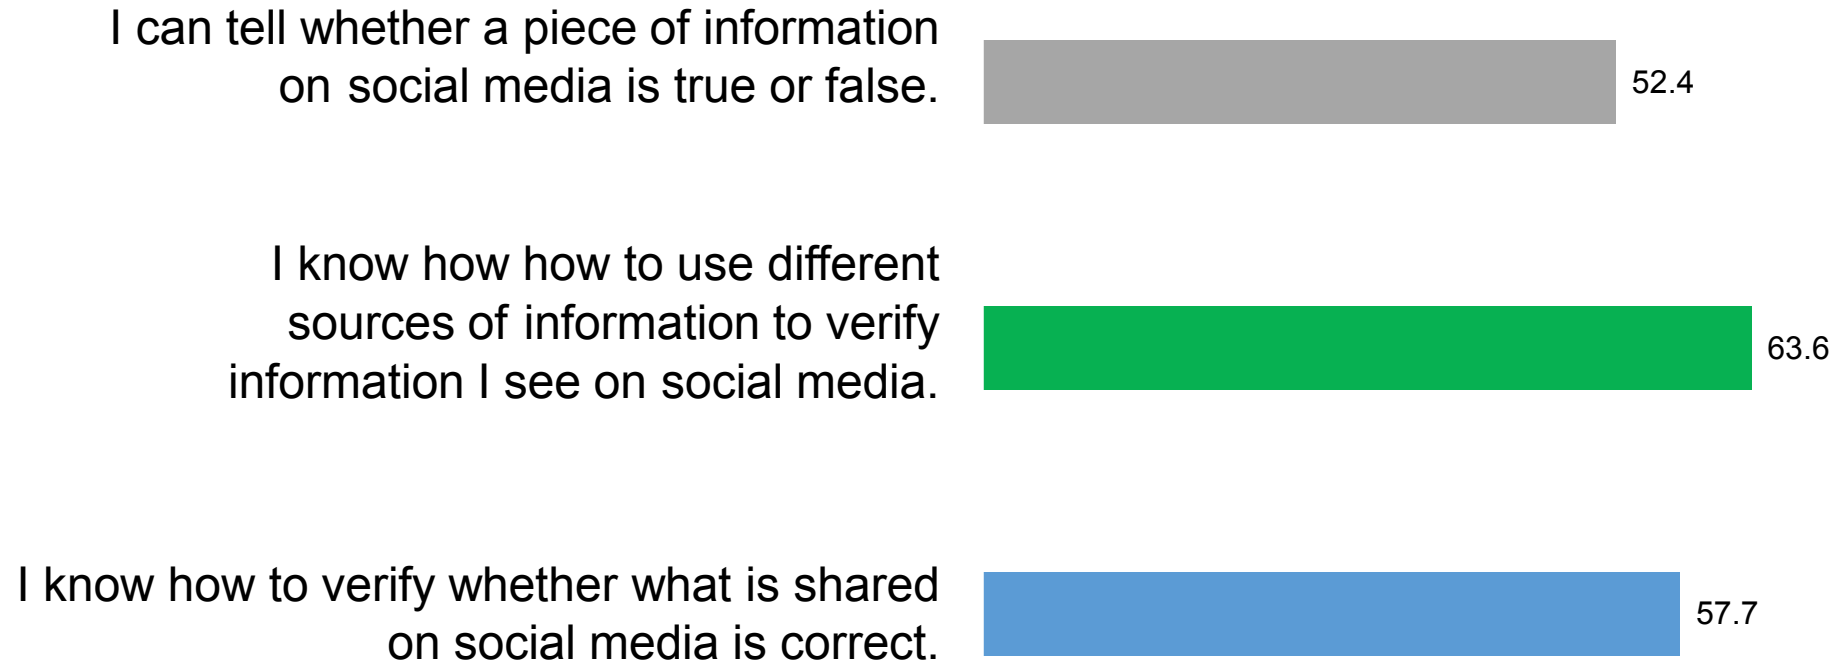 I can tell whether a piece of information
on social media is true or false.
52.4
I know how how to use different
sources of information to verify
information I see on social media.
63.6
I know how to verify whether what is shared
on social media is correct.
57.7